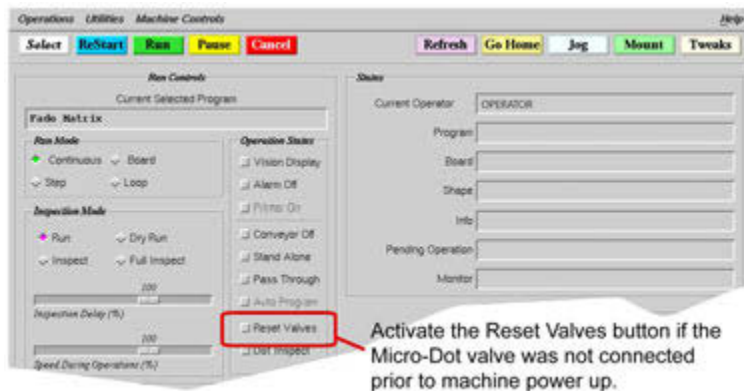 Operations Utilities Machine Controls Help
Select ReStart Run Pause Cancel Refresh Go Home Jog Mount Tweaks
Run Controls
Current Selected Program
Fado Matrix
Run Mode
Continuous Board
Step Loop
Inspection Mode
Run Dry Run
Inspect Full Inspect
100
Inspection Delay (%)
100
Speed During Operations (%)
Operation States
Vision Display
Alarm Off
Prints On
Conveyor Off
Stand Alone
Pass Through
Auto Program
Reset Valves
Dot Inspect
Status
Current Operator OPERATOR
Program
Board
Shape
Info
Pending Operation
Monitor
Activate the Reset Valves button if the
Micro-Dot valve was not connected
prior to machine power up.